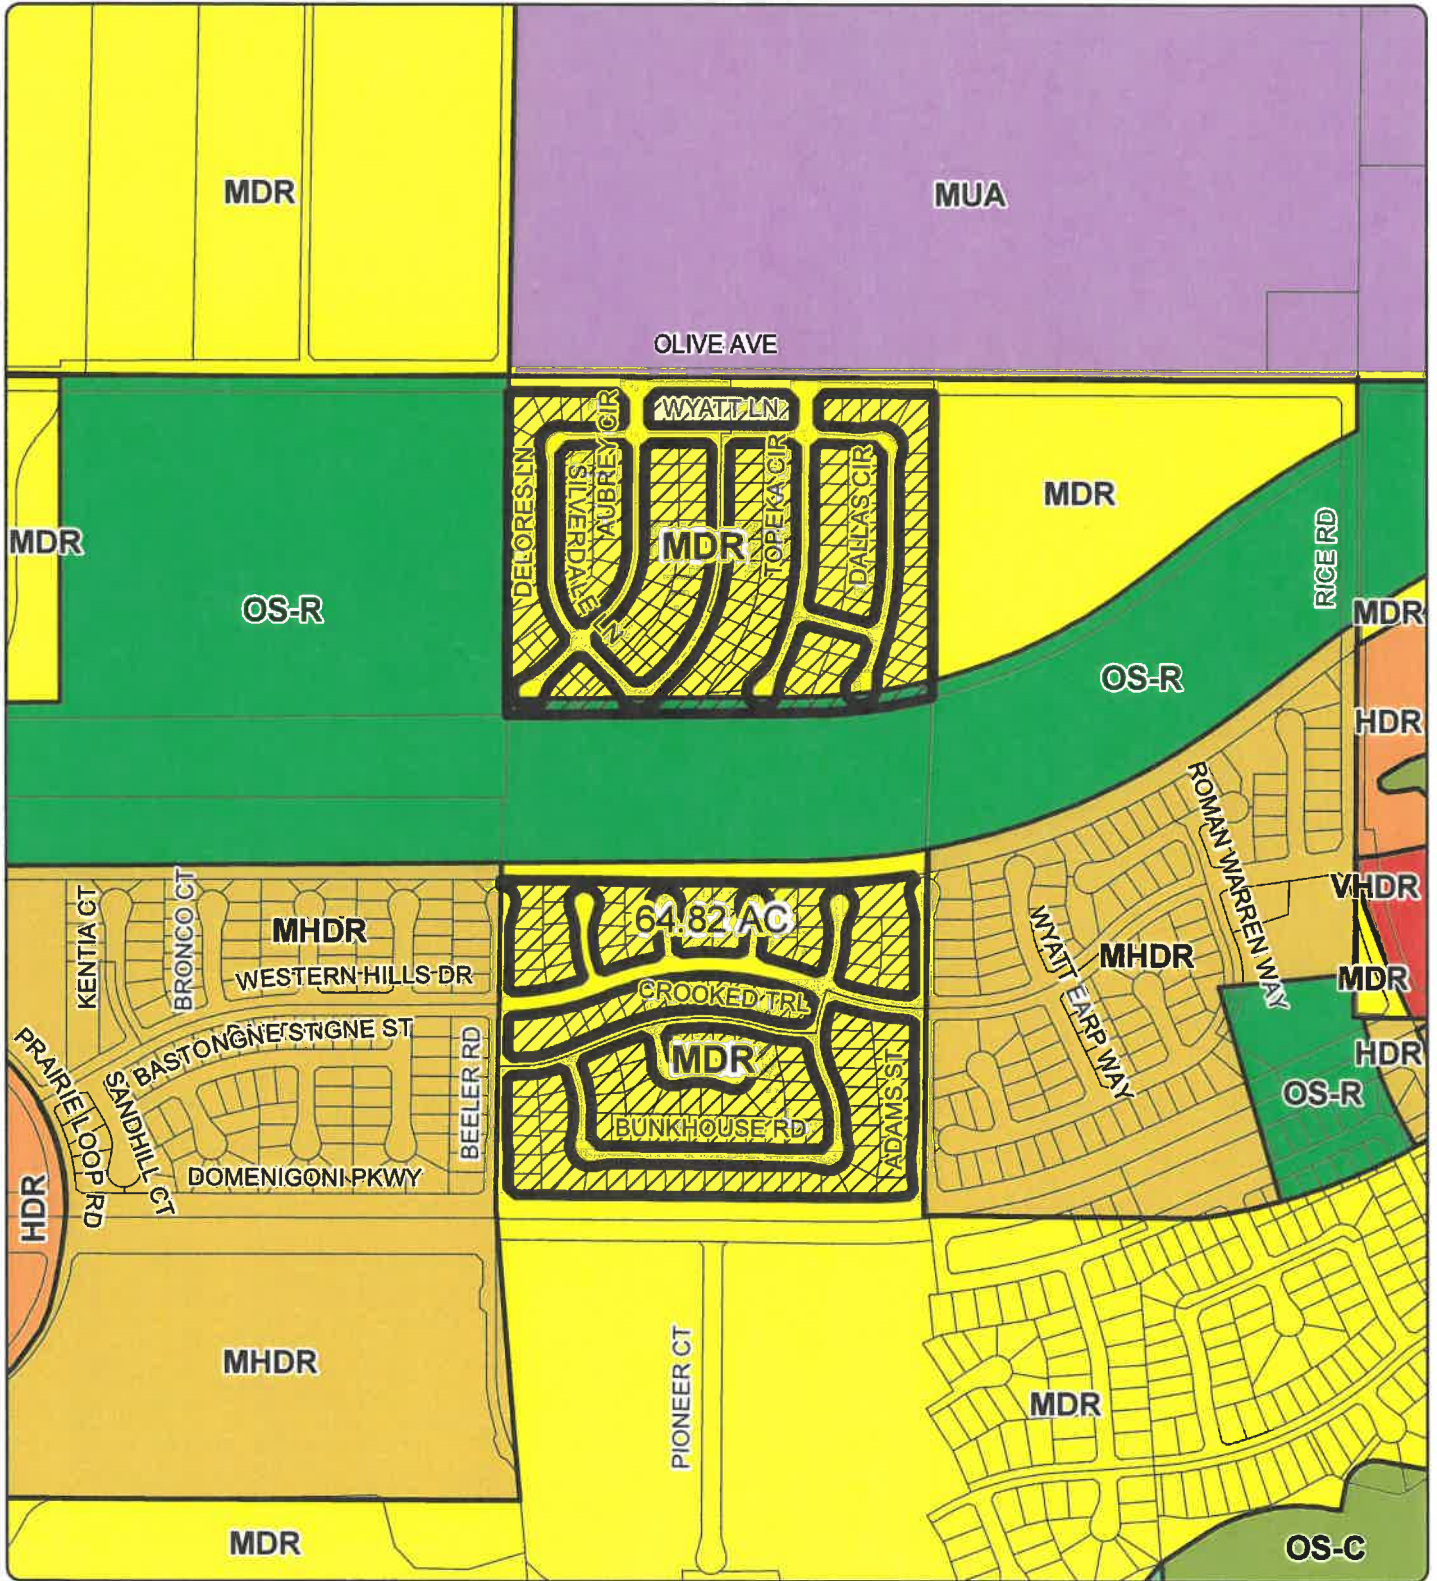 MDR
MUA
OLIVE AVE
WYATT LN
AUBREY CIR
DELORES LN
SILVERDALE LN
TOPEKA CIR
DALLAS CIR
MDR
MDR
MDR
RICE RD
OS-R
MDR
OS-R
HDR
ROMAN WARREN WAY
VHDR
KENTIA CT
BRONCO CT
MHDR
64.82 AC
WYATT EARP WAY
MHDR
MDR
WESTERN HILLS DR
CROOKED TRL
BASTONGNE ST
PRAIRIE LOOP RD
SANDHILL CT
BEELER RD
MDR
ADAMS ST
HDR
OS-R
BUNKHOUSE RD
DOMENIGONI PKWY
HDR
MHDR
PIONEER CT
MDR
MDR
OS-C